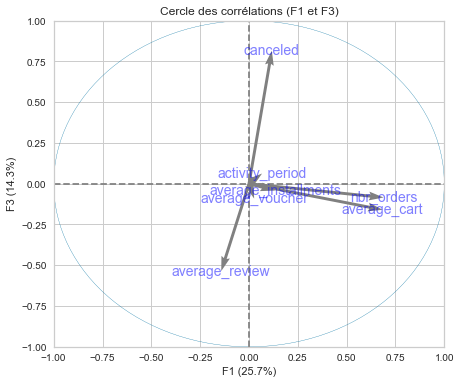 Cercle des corrélations (F1 et F3)
1.00
0.75
0.50
0.25
0.00
−0.25
−0.50
−0.75
−1.00
F3 (14.3%)
canceled
activity_period
average_installments
average_voucher
nbr_orders
average_cart
average_review
−1.00 −0.75 −0.50 −0.25 0.00 0.25 0.50 0.75 1.00
F1 (25.7%)